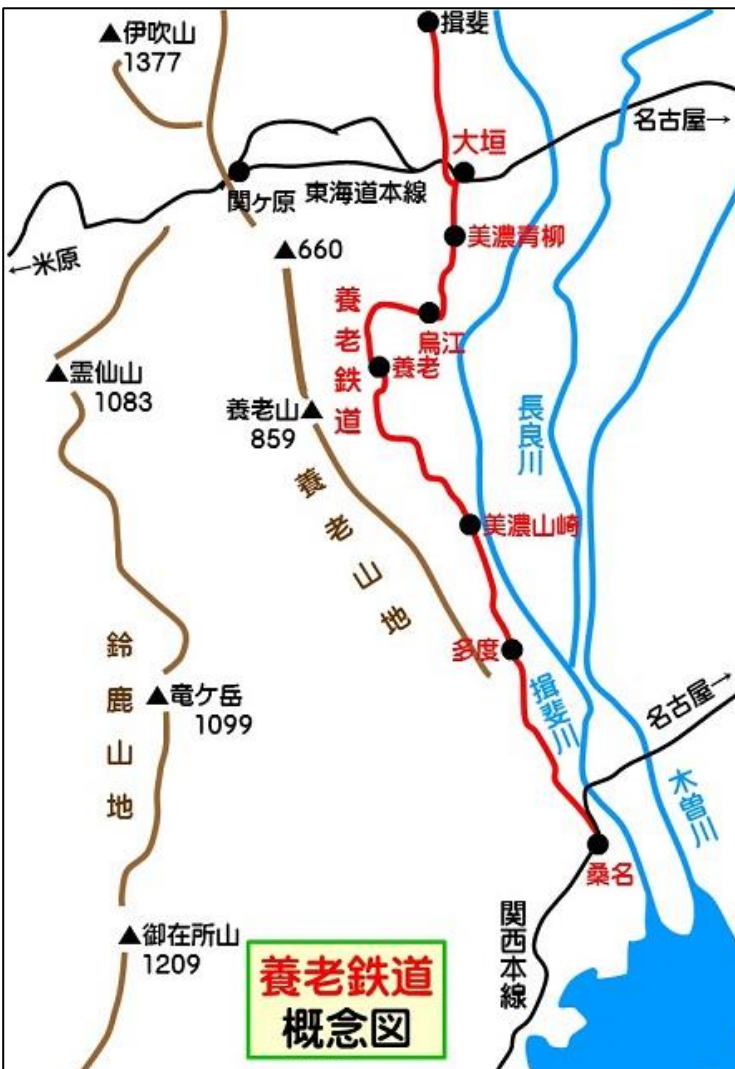 ▲伊吹山
1377
揖斐
名古屋→
大垣
関ヶ原
東海道本線
←米原
美濃青柳
▲660
養老鉄道
烏江
養老
▲霊仙山
1083
養老山▲
859
長良川
養老山地
美濃山崎
鈴鹿山地
多度
揖斐川
▲竜ケ岳
1099
名古屋→
木曽川
桑名
関西本線
▲御在所山
1209
養老鉄道
概念図